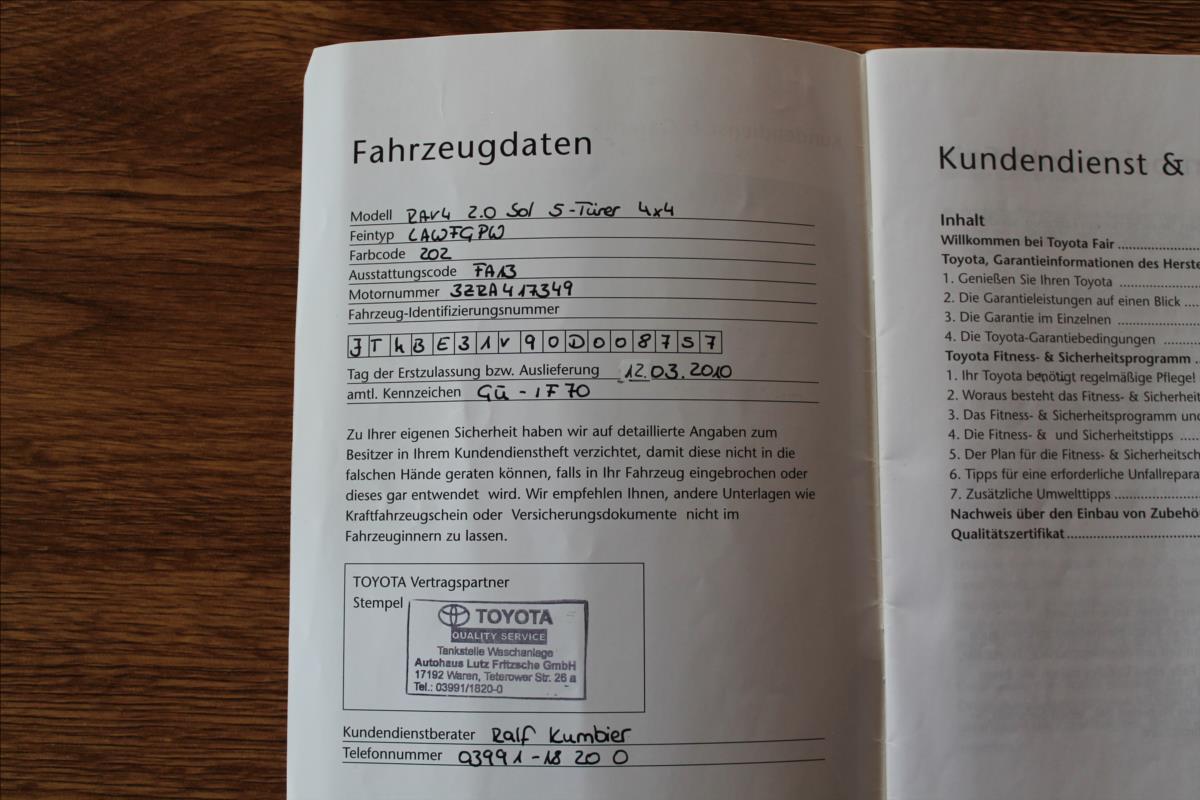 Fahrzeugdaten
Modell RAV4 2.0 Sol 5-Türer 4x4
Feintyp LAWFGPW
Farbcode 202
Ausstattungscode FA13
Motornummer 3ZRA417349
Fahrzeug-Identifizierungsnummer
JTMBE31V90D008757
Tag der Erstzulassung bzw. Auslieferung 12.03.2010
amtl. Kennzeichen GÜ - IF 70
Zu Ihrer eigenen Sicherheit haben wir auf detaillierte Angaben zum
Besitzer in Ihrem Kundendienstheft verzichtet, damit diese nicht in die
falschen Hände geraten können, falls in Ihr Fahrzeug eingebrochen oder
dieses gar entwendet wird. Wir empfehlen Ihnen, andere Unterlagen wie
Kraftfahrzeugschein oder Versicherungsdokumente nicht im
Fahrzeuginnern zu lassen.
TOYOTA Vertragspartner
Stempel
TOYOTA
QUALITY SERVICE
Tankstelle Waschanlage
Autohaus Lutz Fritzsche GmbH
17192 Waren, Teterower Str. 26 a
Tel.: 03991/1820-0
Kundendienstberater Ralf Kumbier
Telefonnummer 03991-18 20 0
Kundendienst &
Inhalt
Willkommen bei Toyota Fair
Toyota, Garantieinformationen des Herste
1. Genießen Sie Ihren Toyota
2. Die Garantieleistungen auf einen Blick
3. Die Garantie im Einzelnen
4. Die Toyota-Garantiebedingungen
Toyota Fitness- & Sicherheitsprogramm
1. Ihr Toyota benötigt regelmäßige Pflege!
2. Woraus besteht das Fitness- & Sicherheit
3. Das Fitness- & Sicherheitsprogramm und
4. Die Fitness- & und Sicherheitstipps
5. Der Plan für die Fitness- & Sicherheitsch
6. Tipps für eine erforderliche Unfallrepara
7. Zusätzliche Umwelttipps
Nachweis über den Einbau von Zubehö
Qualitätszertifikat